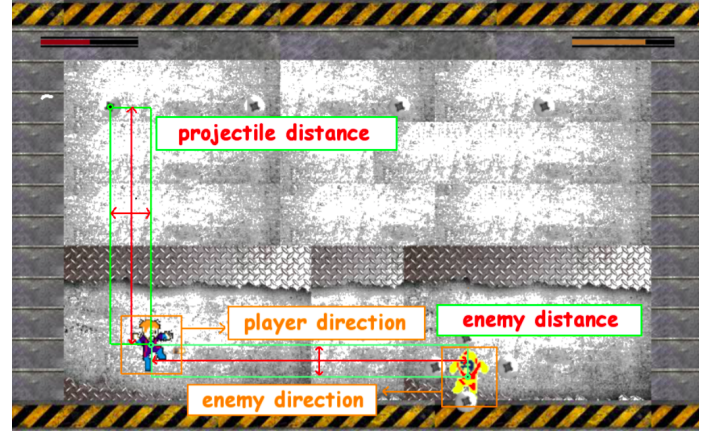 projectile distance
player direction
enemy distance
enemy direction